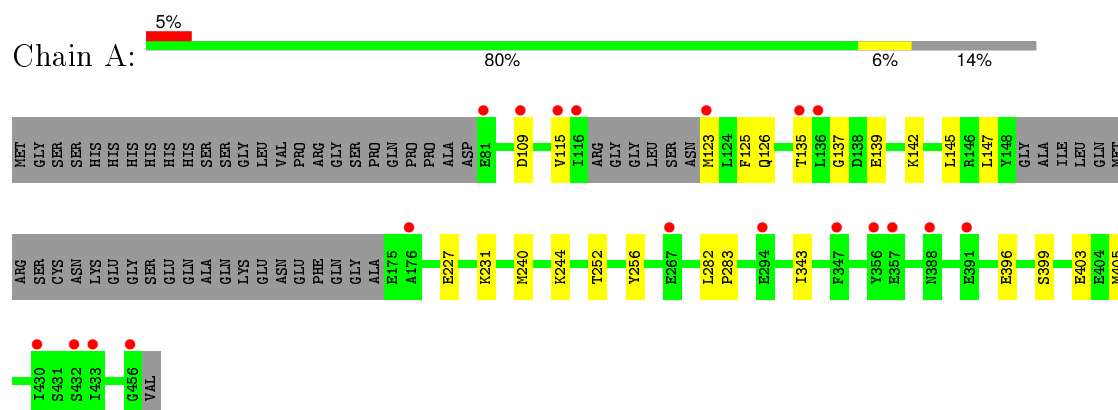 5%
Chain A:
80% 6% 14%
MET GLY SER SER HIS HIS HIS HIS HIS HIS SER SER GLY LEU VAL PRO ARG GLY SER PRO GLN PRO PRO ALA ASP E81 D109 V115 I116 ARG GLY GLY LEU SER ASN M123 L124 F125 Q126 T135 L136 G137 D138 E139 K142 L145 R146 L147 Y148 GLY ALA ILE LEU GLN MET
ARG SER CYS ASN LYS GLU GLY SER GLU GLN ALA GLN LYS GLU ASN GLU PHE GLN GLY ALA E175 A176 E227 K231 M240 K244 T252 Y256 E267 L282 P283 E294 I343 F347 Y356 E357 N388 E391 E396 S399 E403 E404 M405
I430 S431 S432 I433 G456 VAL